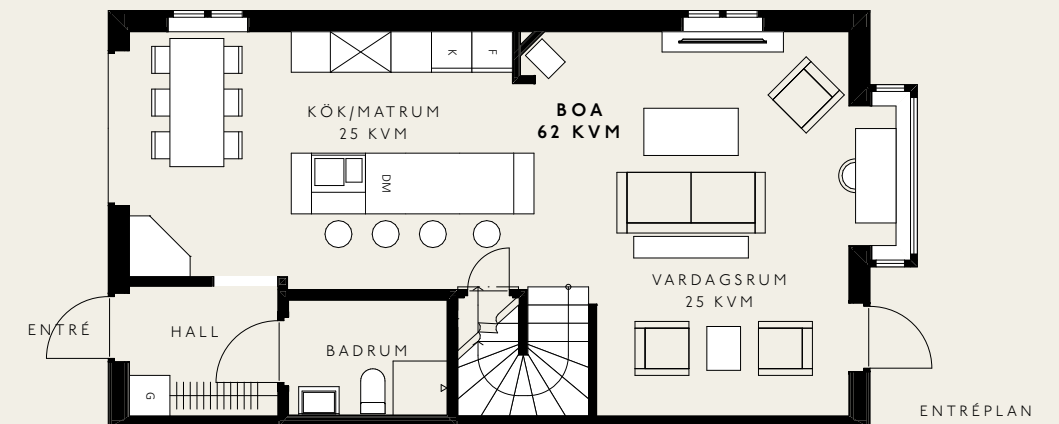 K
F
KÖK/MATRUM
25 KVM
BOA
62 KVM
DM
VARDAGSRUM
25 KVM
ENTRÉ
HALL
BADRUM
G
ENTRÉPLAN